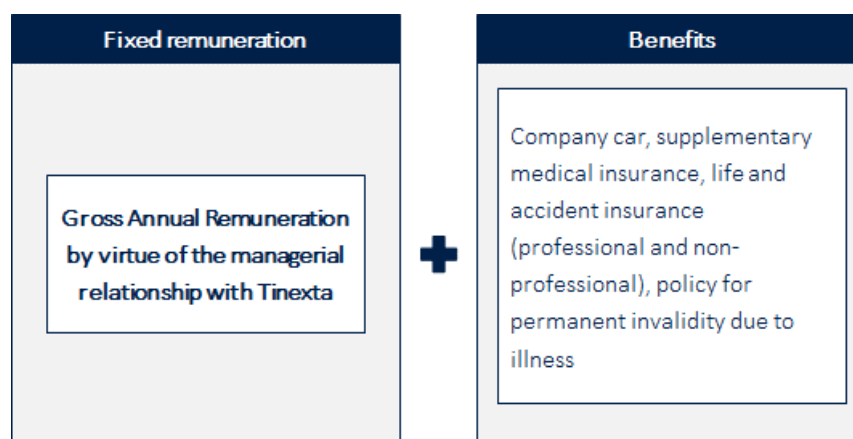 Fixed remuneration
Gross Annual Remuneration
by virtue of the managerial
relationship with Tinexta
Benefits
Company car, supplementary
medical insurance, life and
accident insurance
(professional and non-
professional), policy for
permanent invalidity due to
illness